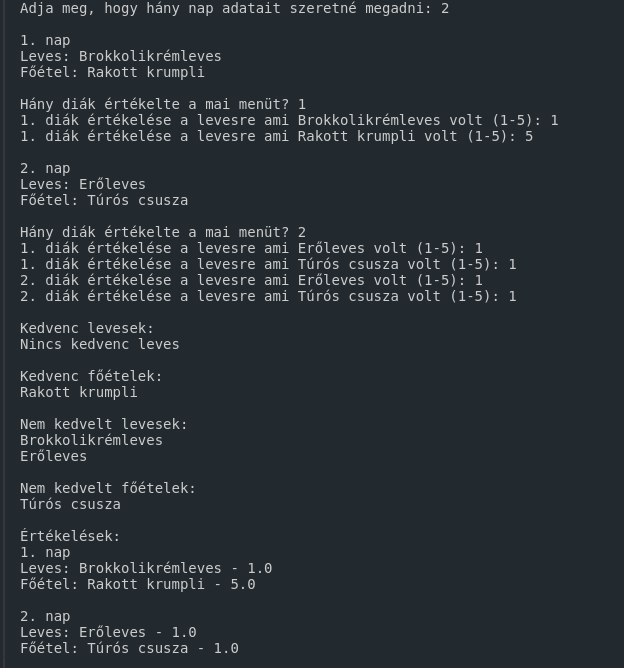 Adja meg, hogy hány nap adatait szeretné megadni: 2
1. nap
Leves: Brokkolikrémleves
Főétel: Rakott krumpli
Hány diák értékelte a mai menüt? 1
1. diák értékelése a levesre ami Brokkolikrémleves volt (1-5): 1
1. diák értékelése a levesre ami Rakott krumpli volt (1-5): 5
2. nap
Leves: Erőleves
Főétel: Túrós csusza
Hány diák értékelte a mai menüt? 2
1. diák értékelése a levesre ami Erőleves volt (1-5): 1
1. diák értékelése a levesre ami Túrós csusza volt (1-5): 1
2. diák értékelése a levesre ami Erőleves volt (1-5): 1
2. diák értékelése a levesre ami Túrós csusza volt (1-5): 1
Kedvenc levesek:
Nincs kedvenc leves
Kedvenc főételek:
Rakott krumpli
Nem kedvelt levesek:
Brokkolikrémleves
Erőleves
Nem kedvelt főételek:
Túrós csusza
Értékelések:
1. nap
Leves: Brokkolikrémleves - 1.0
Főétel: Rakott krumpli - 5.0
2. nap
Leves: Erőleves - 1.0
Főétel: Túrós csusza - 1.0